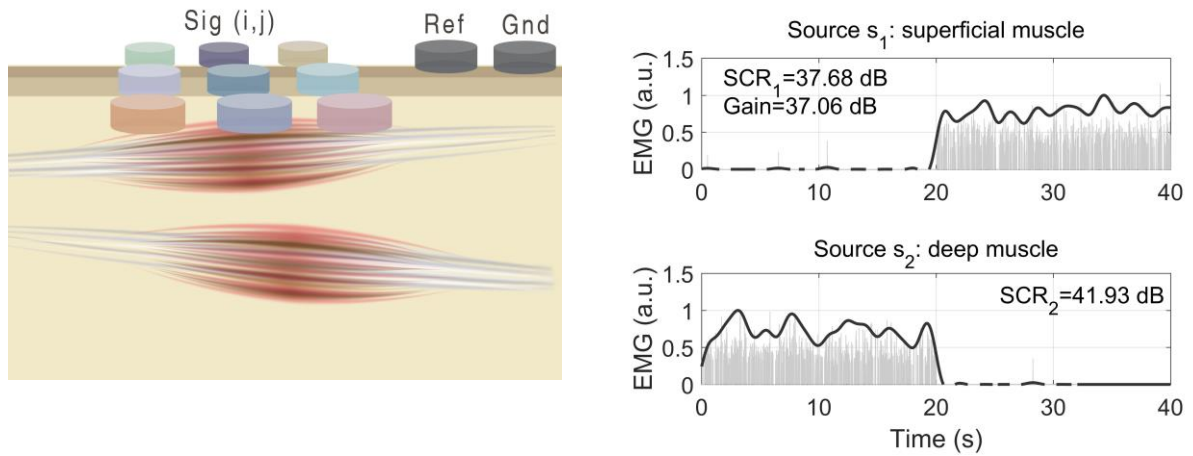 Sig (i,j)
Ref
Gnd
Source s1: superficial muscle
EMG (a.u.)
1.5
1
0.5
0
SCR1=37.68 dB
Gain=37.06 dB
0
10
20
30
40
Source s2: deep muscle
EMG (a.u.)
1.5
1
0.5
0
SCR2=41.93 dB
0
10
20
30
40
Time (s)